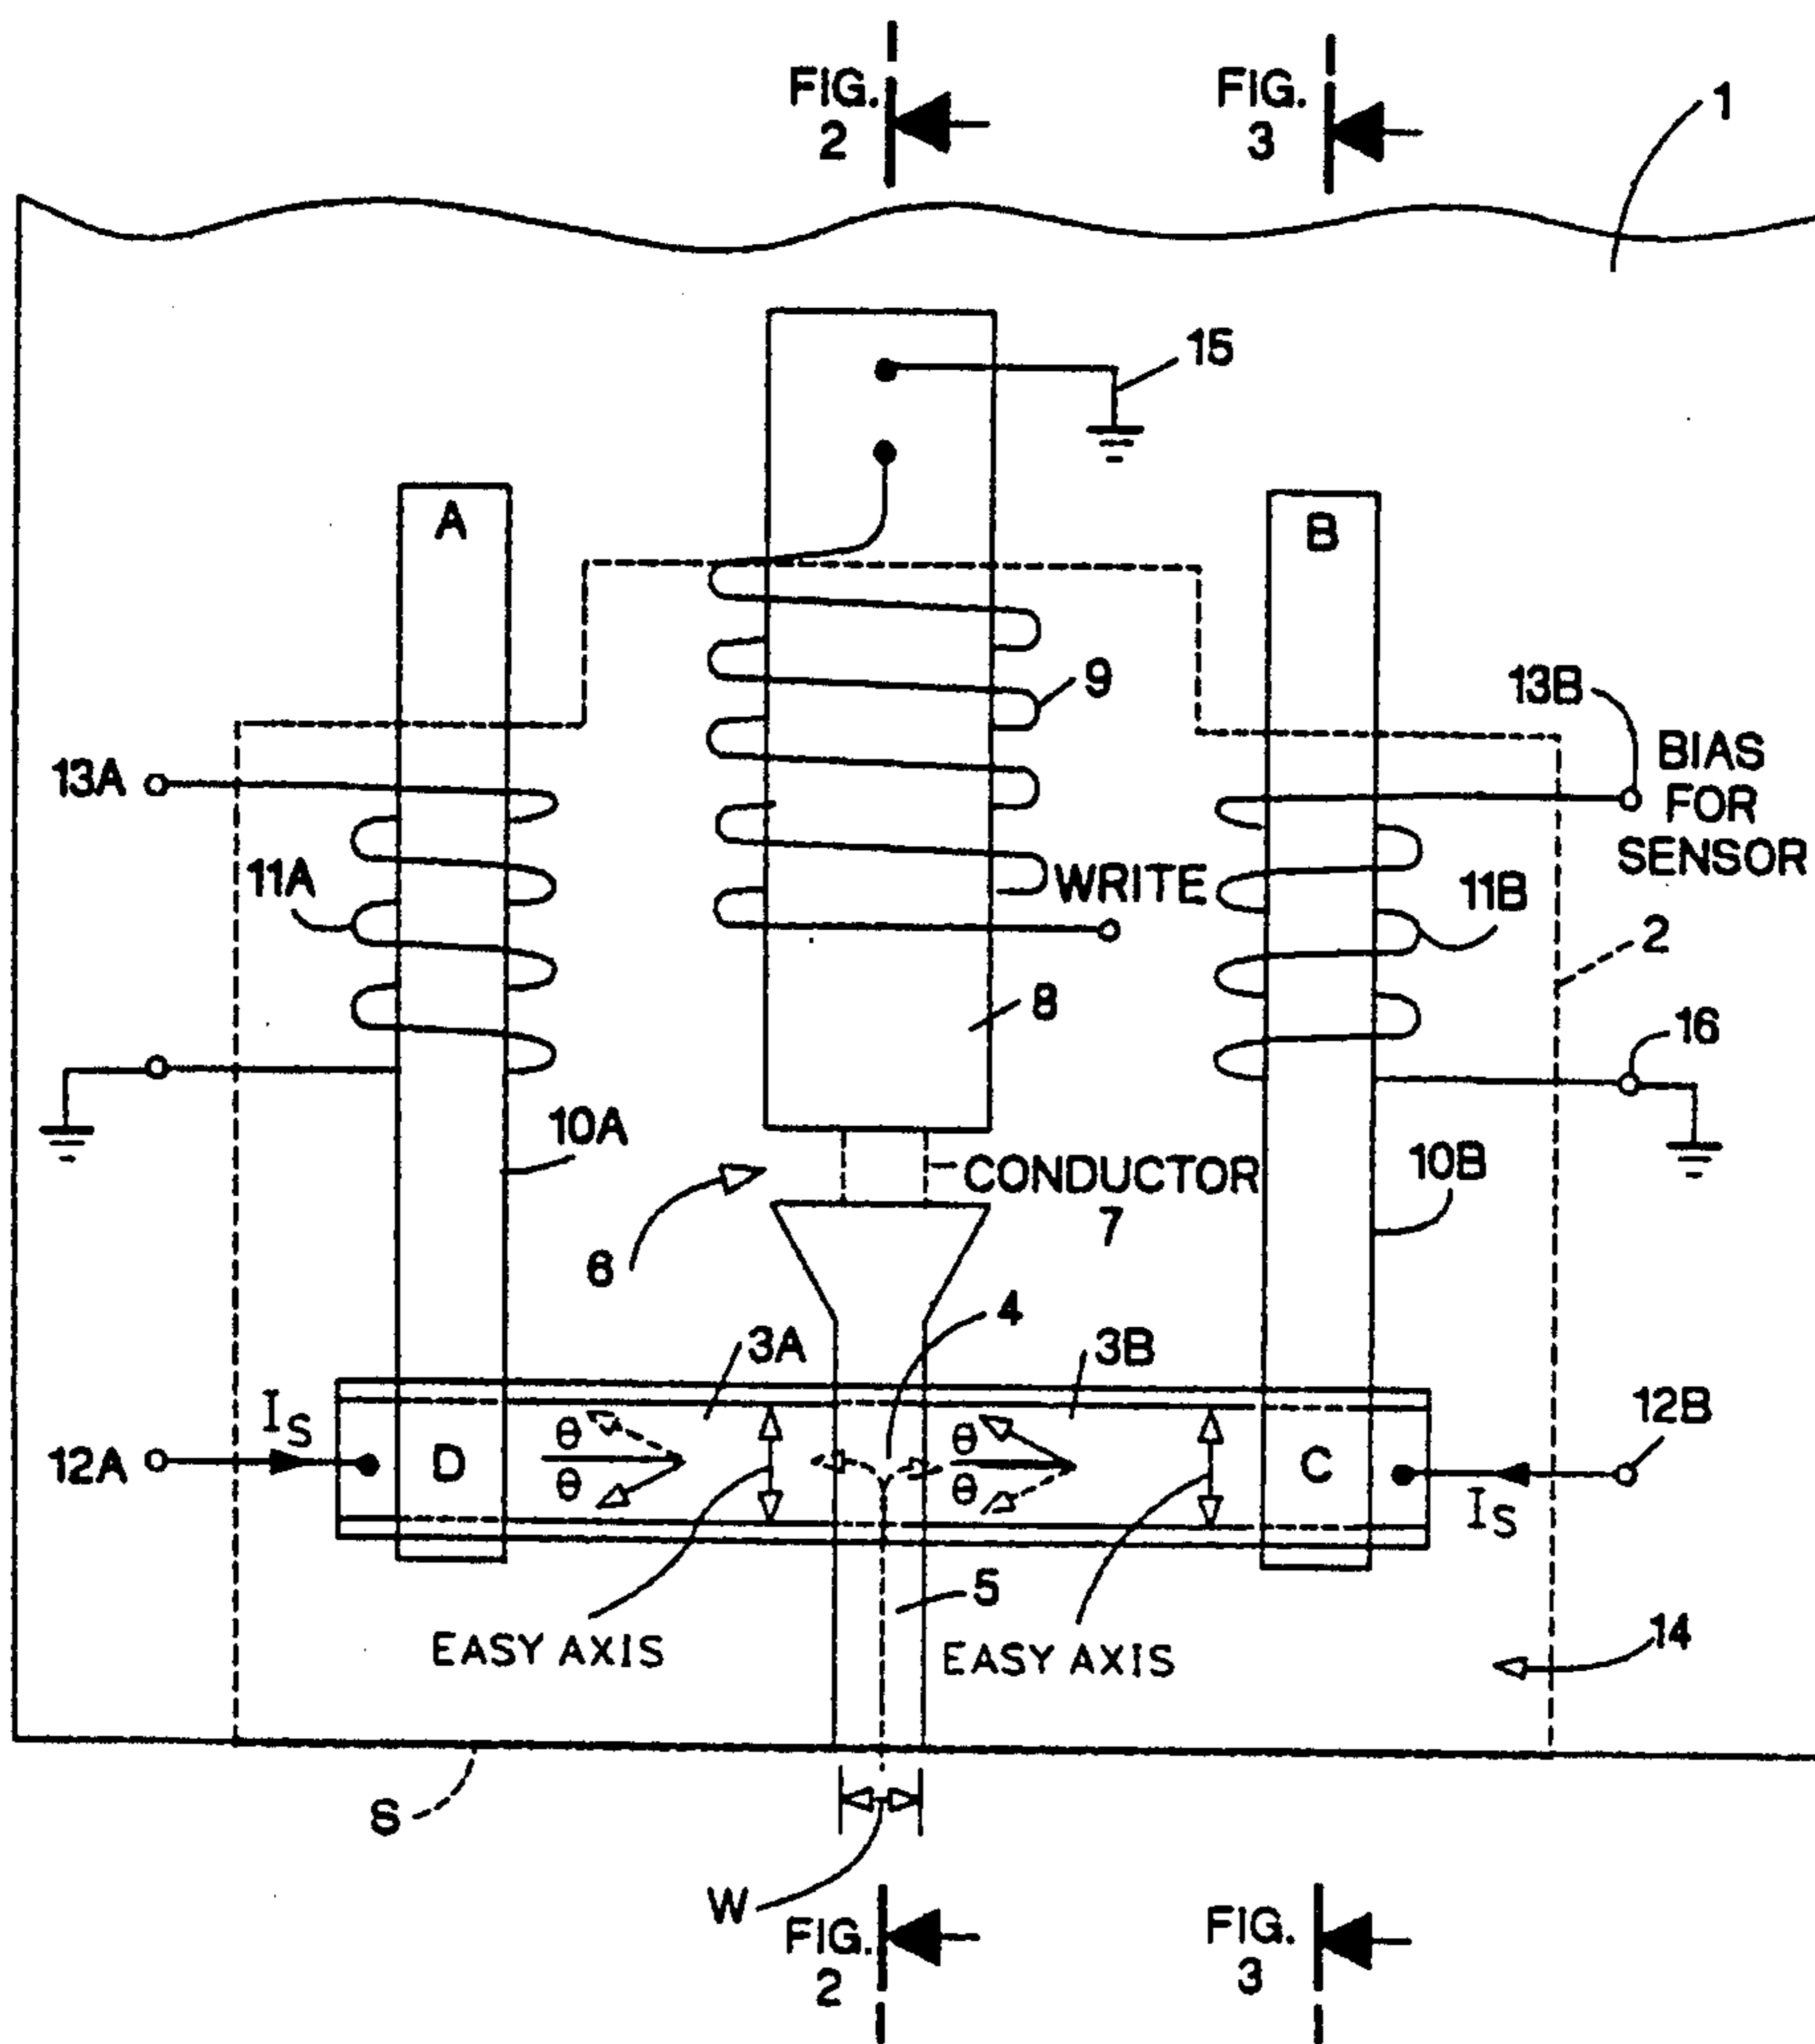 FIG.
2
FIG.
3
1
15
A
B
9
13B
13A
BIAS
FOR
SENSOR
11A
WRITE
11B
2
8
16
10A
CONDUCTOR
7
10B
6
4
3A
3B
I_S
θ
θ
12B
12A
D
θ
θ
C
I_S
5
EASY AXIS
EASY AXIS
14
S
W
FIG.
2
FIG.
3